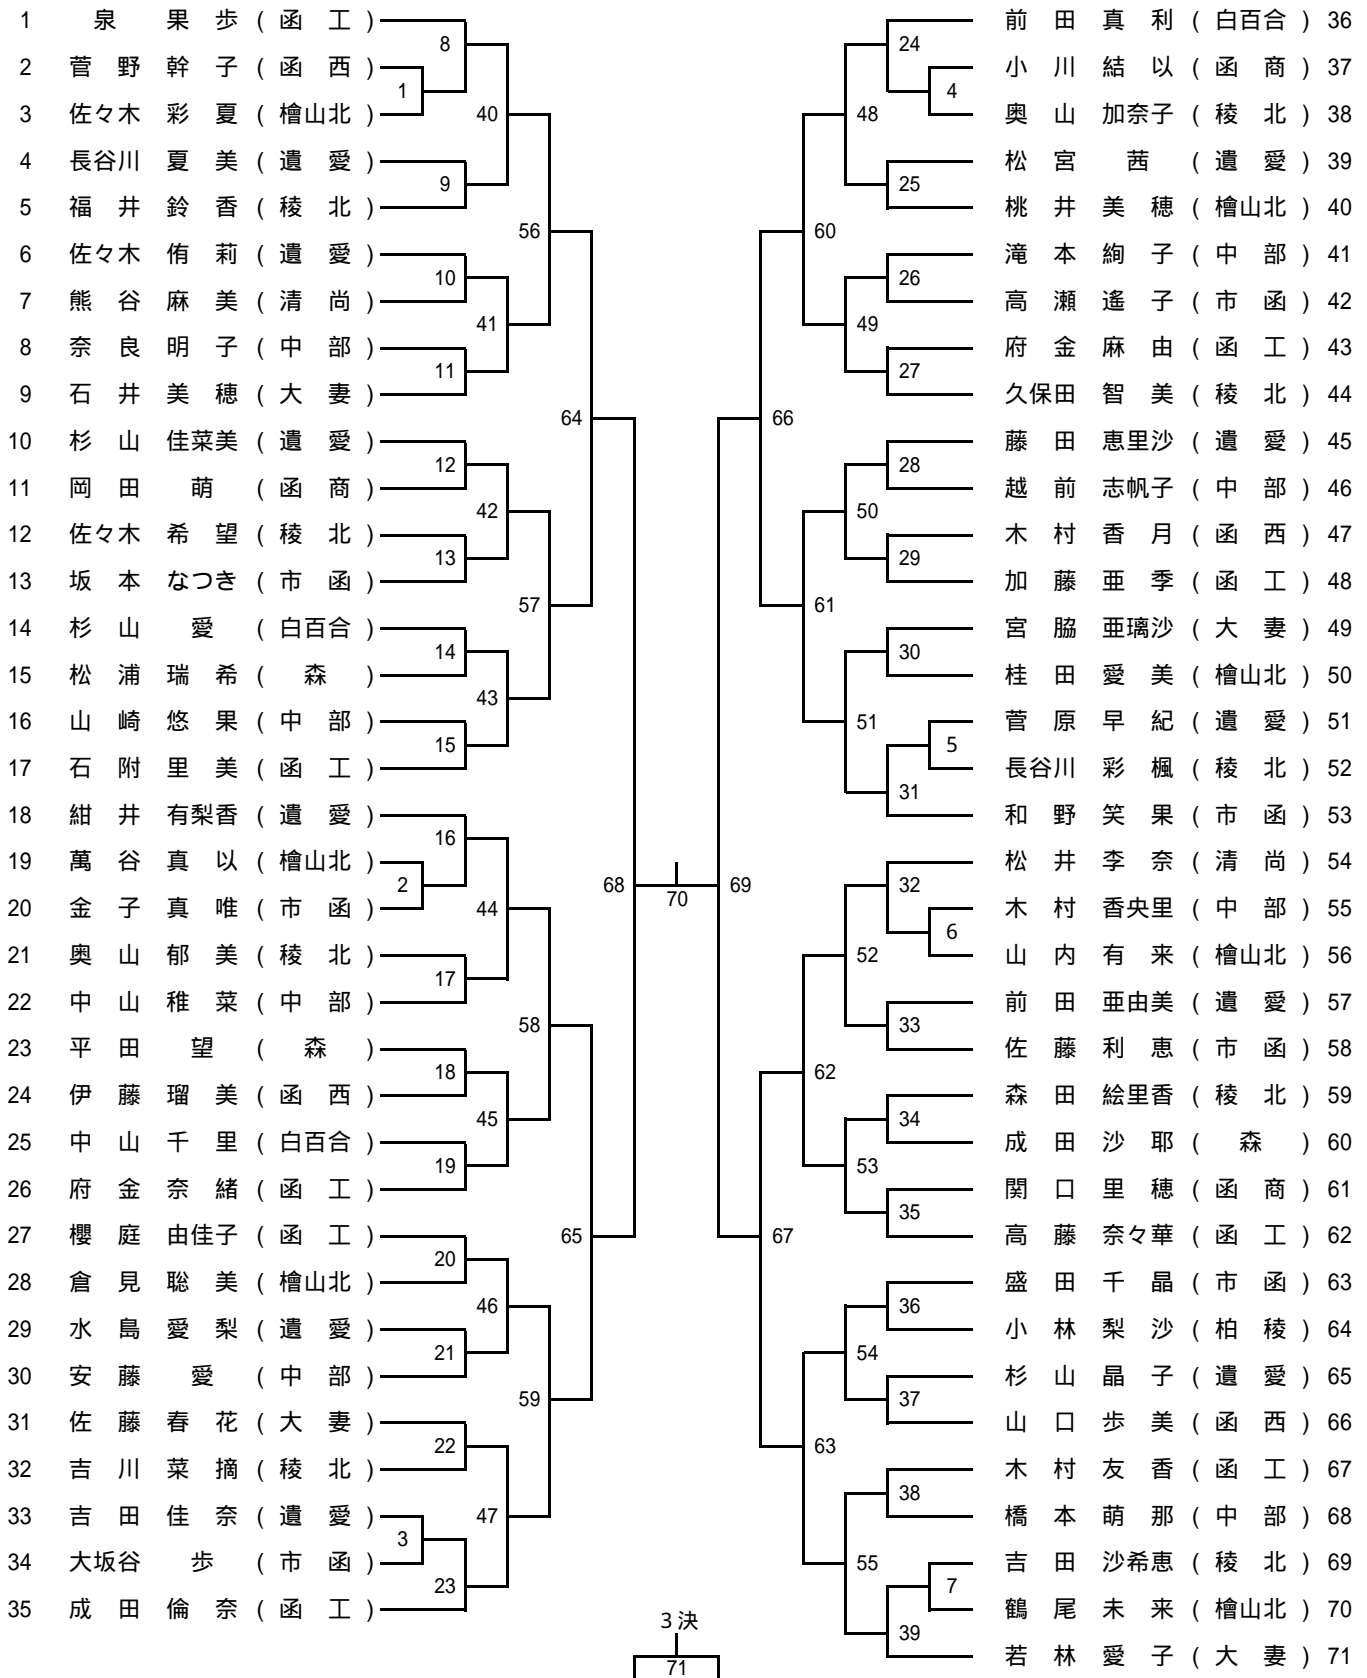 1 泉 果 歩 ( 函 工 )
2 菅 野 幹 子 ( 函 西 )
3 佐々木 彩 夏 ( 檜山北 )
4 長谷川 夏 美 ( 遺 愛 )
5 福 井 鈴 香 ( 稜 北 )
6 佐々木 侑 莉 ( 遺 愛 )
7 熊 谷 麻 美 ( 清 尚 )
8 奈 良 明 子 ( 中 部 )
9 石 井 美 穂 ( 大 妻 )
10 杉 山 佳菜美 ( 遺 愛 )
11 岡 田 萌 ( 函 商 )
12 佐々木 希 望 ( 稜 北 )
13 坂 本 なつき ( 市 函 )
14 杉 山 愛 ( 白百合 )
15 松 浦 瑞 希 ( 森 )
16 山 崎 悠 果 ( 中 部 )
17 石 附 里 美 ( 函 工 )
18 紺 井 有梨香 ( 遺 愛 )
19 萬 谷 真 以 ( 檜山北 )
20 金 子 真 唯 ( 市 函 )
21 奥 山 郁 美 ( 稜 北 )
22 中 山 稚 菜 ( 中 部 )
23 平 田 望 ( 森 )
24 伊 藤 瑠 美 ( 函 西 )
25 中 山 千 里 ( 白百合 )
26 府 金 奈 緒 ( 函 工 )
27 櫻 庭 由佳子 ( 函 工 )
28 倉 見 聡 美 ( 檜山北 )
29 水 島 愛 梨 ( 遺 愛 )
30 安 藤 愛 ( 中 部 )
31 佐 藤 春 花 ( 大 妻 )
32 吉 川 菜 摘 ( 稜 北 )
33 吉 田 佳 奈 ( 遺 愛 )
34 大坂谷 歩 ( 市 函 )
35 成 田 倫 奈 ( 函 工 )
1
2
3
8
9
10
11
12
13
14
15
16
17
18
19
20
21
22
23
40
41
42
43
44
45
46
47
56
57
58
59
64
65
68
70
3 決
71
69
66
67
60
61
62
63
48
49
50
51
52
53
54
55
24
25
26
27
28
29
30
31
32
33
34
35
36
37
38
39
4
5
6
7
前 田 真 利 ( 白百合 ) 36
小 川 結 以 ( 函 商 ) 37
奥 山 加奈子 ( 稜 北 ) 38
松 宮 茜 ( 遺 愛 ) 39
桃 井 美 穂 ( 檜山北 ) 40
滝 本 絢 子 ( 中 部 ) 41
高 瀬 遙 子 ( 市 函 ) 42
府 金 麻 由 ( 函 工 ) 43
久保田 智 美 ( 稜 北 ) 44
藤 田 恵里沙 ( 遺 愛 ) 45
越 前 志帆子 ( 中 部 ) 46
木 村 香 月 ( 函 西 ) 47
加 藤 亜 季 ( 函 工 ) 48
宮 脇 亜璃沙 ( 大 妻 ) 49
桂 田 愛 美 ( 檜山北 ) 50
菅 原 早 紀 ( 遺 愛 ) 51
長谷川 彩 楓 ( 稜 北 ) 52
和 野 笑 果 ( 市 函 ) 53
松 井 李 奈 ( 清 尚 ) 54
木 村 香央里 ( 中 部 ) 55
山 内 有 来 ( 檜山北 ) 56
前 田 亜由美 ( 遺 愛 ) 57
佐 藤 利 恵 ( 市 函 ) 58
森 田 絵里香 ( 稜 北 ) 59
成 田 沙 耶 ( 森 ) 60
関 口 里 穂 ( 函 商 ) 61
高 藤 奈々華 ( 函 工 ) 62
盛 田 千 晶 ( 市 函 ) 63
小 林 梨 沙 ( 柏 稜 ) 64
杉 山 晶 子 ( 遺 愛 ) 65
山 口 歩 美 ( 函 西 ) 66
木 村 友 香 ( 函 工 ) 67
橋 本 萌 那 ( 中 部 ) 68
吉 田 沙希恵 ( 稜 北 ) 69
鶴 尾 未 来 ( 檜山北 ) 70
若 林 愛 子 ( 大 妻 ) 71